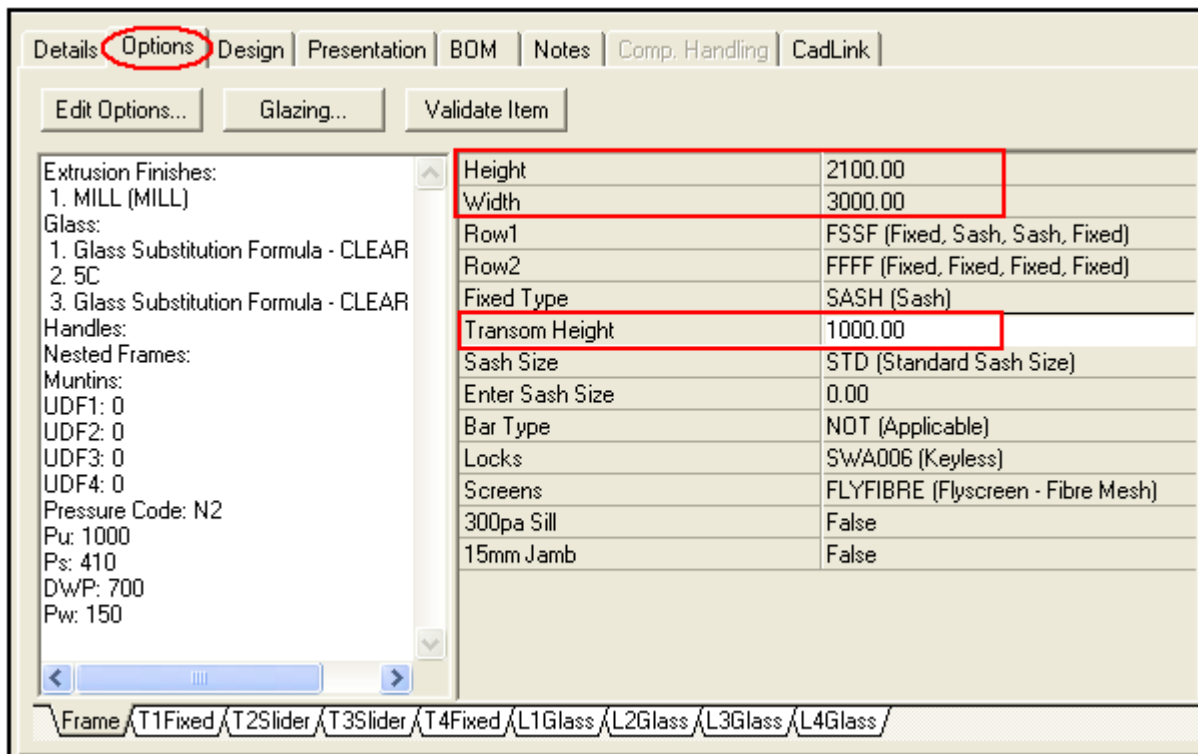 Details Options Design Presentation BOM Notes Comp. Handling CadLink
Edit Options... Glazing... Validate Item
Extrusion Finishes:
1. MILL (MILL)
Glass:
1. Glass Substitution Formula - CLEAR
2. 5C
3. Glass Substitution Formula - CLEAR
Handles:
Nested Frames:
Muntins:
UDF1: 0
UDF2: 0
UDF3: 0
UDF4: 0
Pressure Code: N2
Pu: 1000
Ps: 410
DWP: 700
Pw: 150
Height 2100.00
Width 3000.00
Row1 FSSF (Fixed, Sash, Sash, Fixed)
Row2 FFFF (Fixed, Fixed, Fixed, Fixed)
Fixed Type SASH (Sash)
Transom Height 1000.00
Sash Size STD (Standard Sash Size)
Enter Sash Size 0.00
Bar Type NOT (Applicable)
Locks SWA006 (Keyless)
Screens FLYFIBRE (Flyscreen - Fibre Mesh)
300pa Sill False
15mm Jamb False
Frame T1Fixed T2Slider T3Slider T4Fixed L1Glass L2Glass L3Glass L4Glass